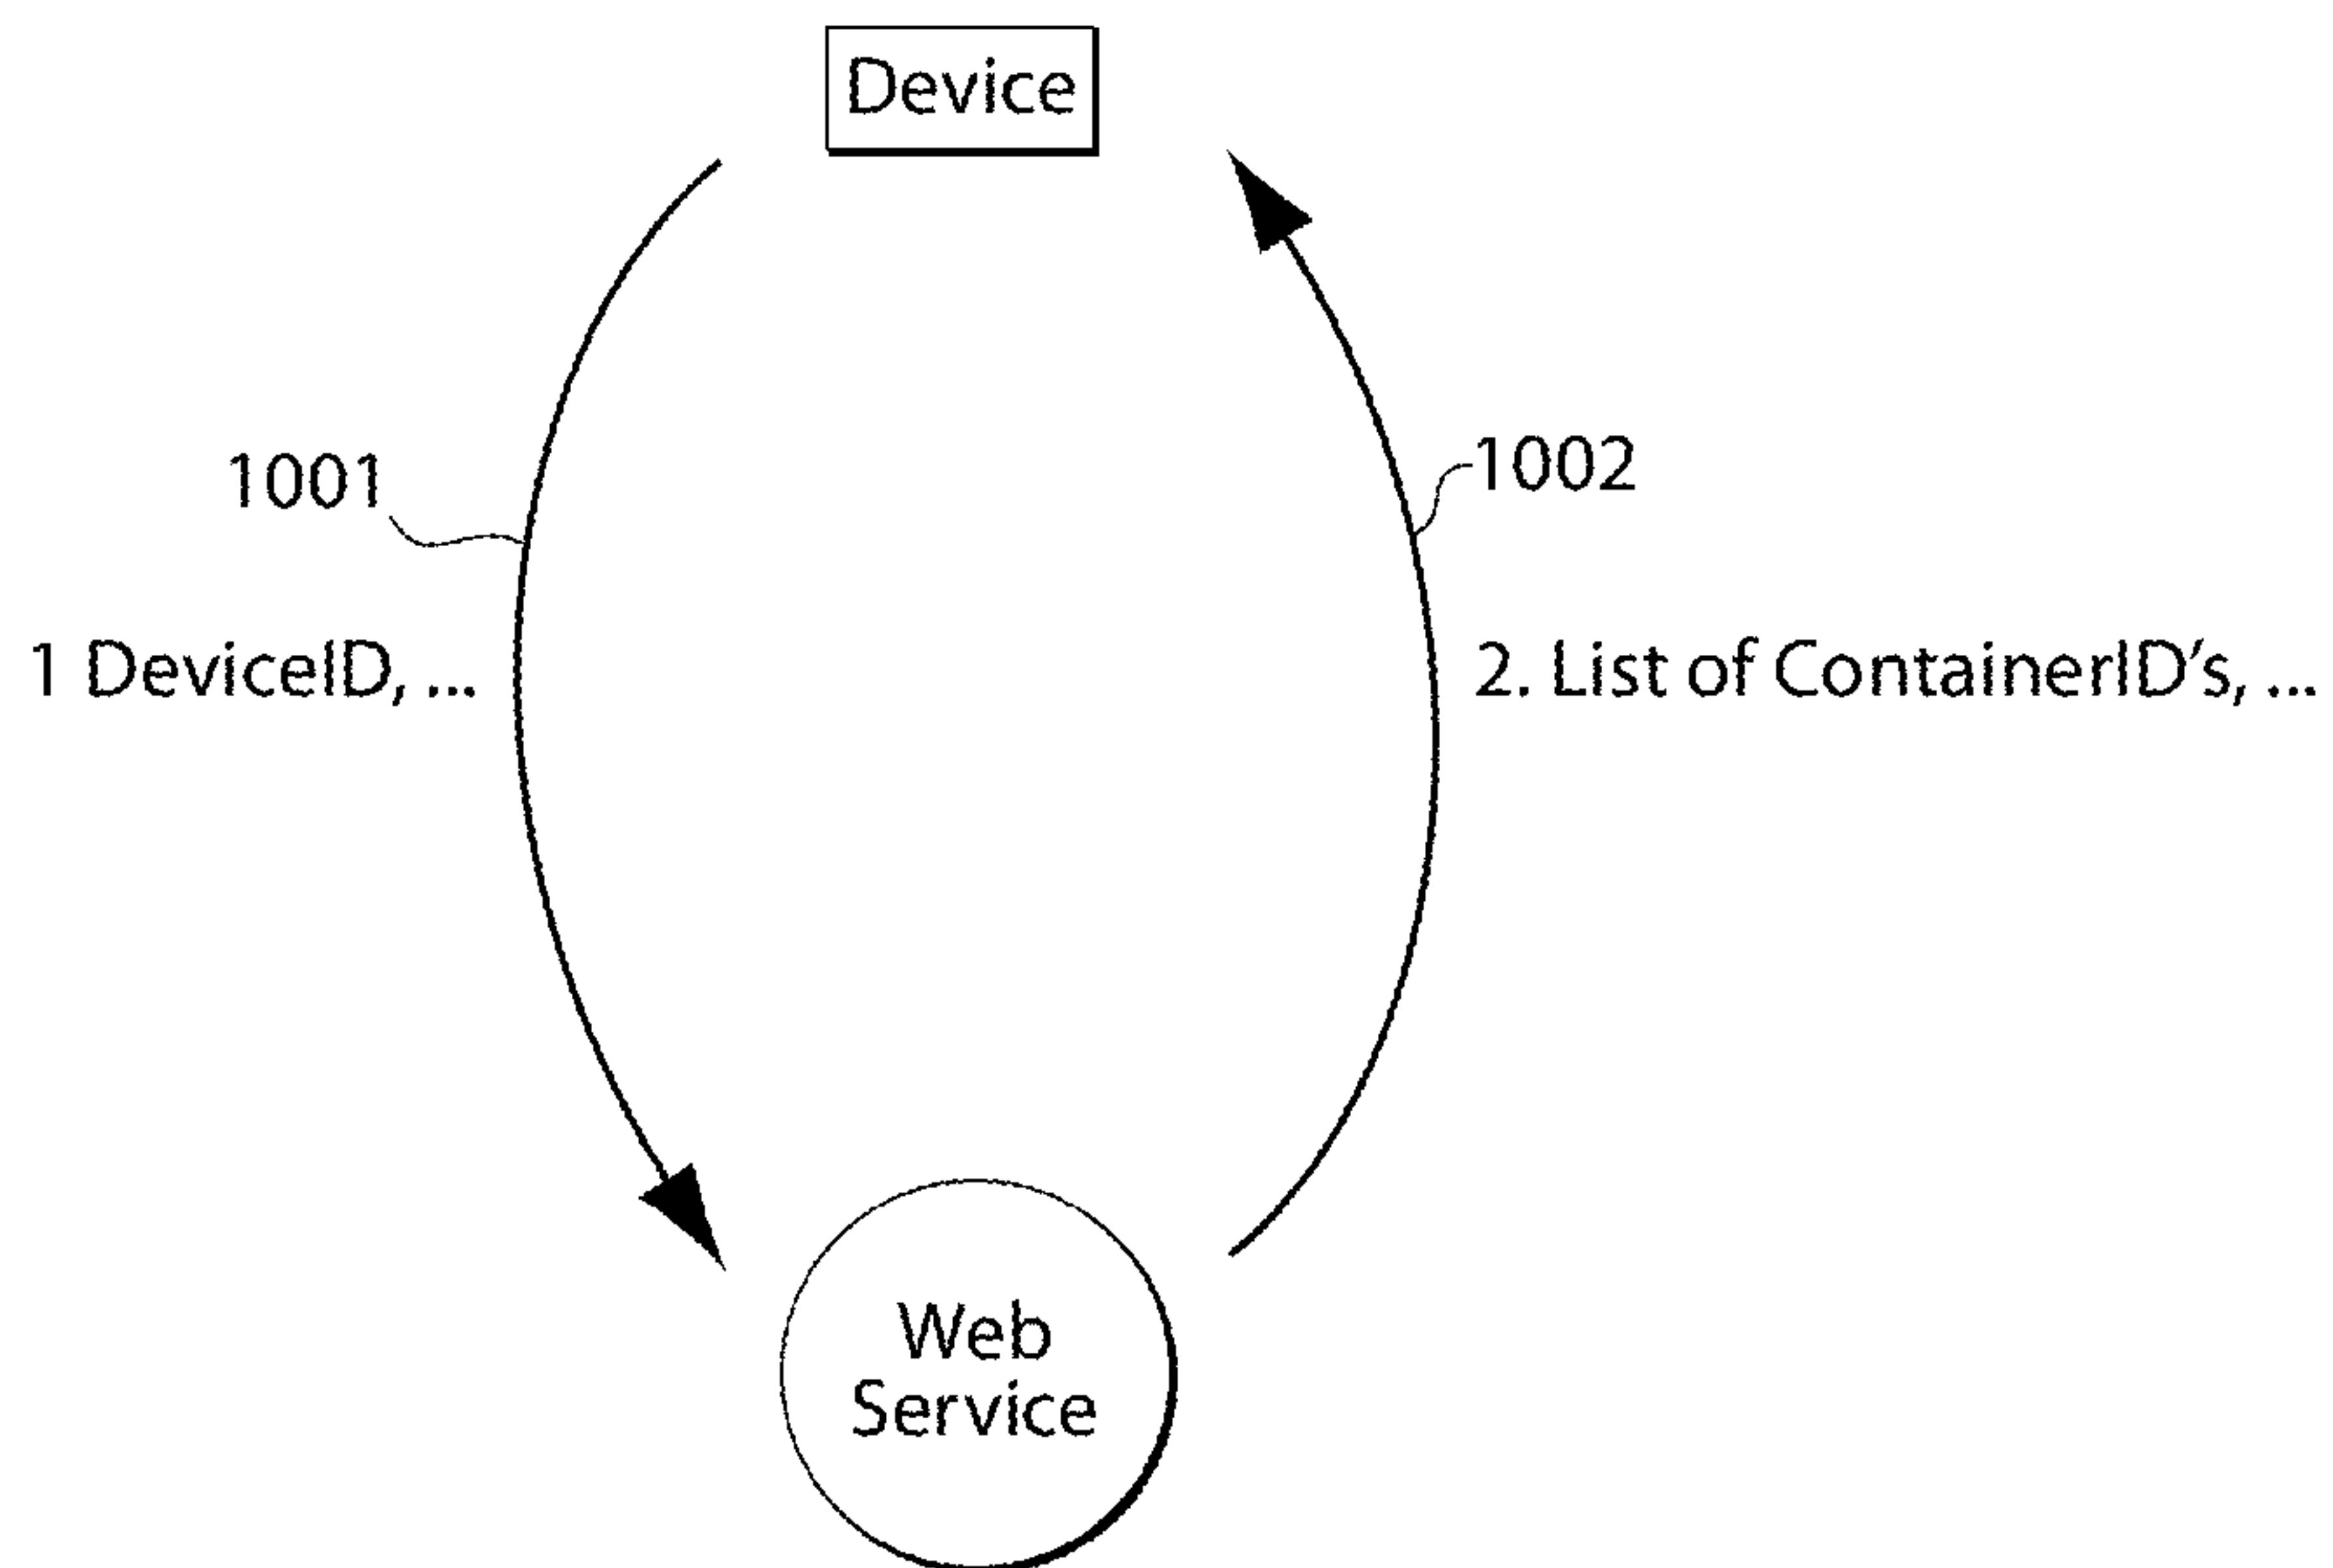 Device
1001
1002
1 DeviceID, ...
2. List of ContainerID's, ...
Web
Service